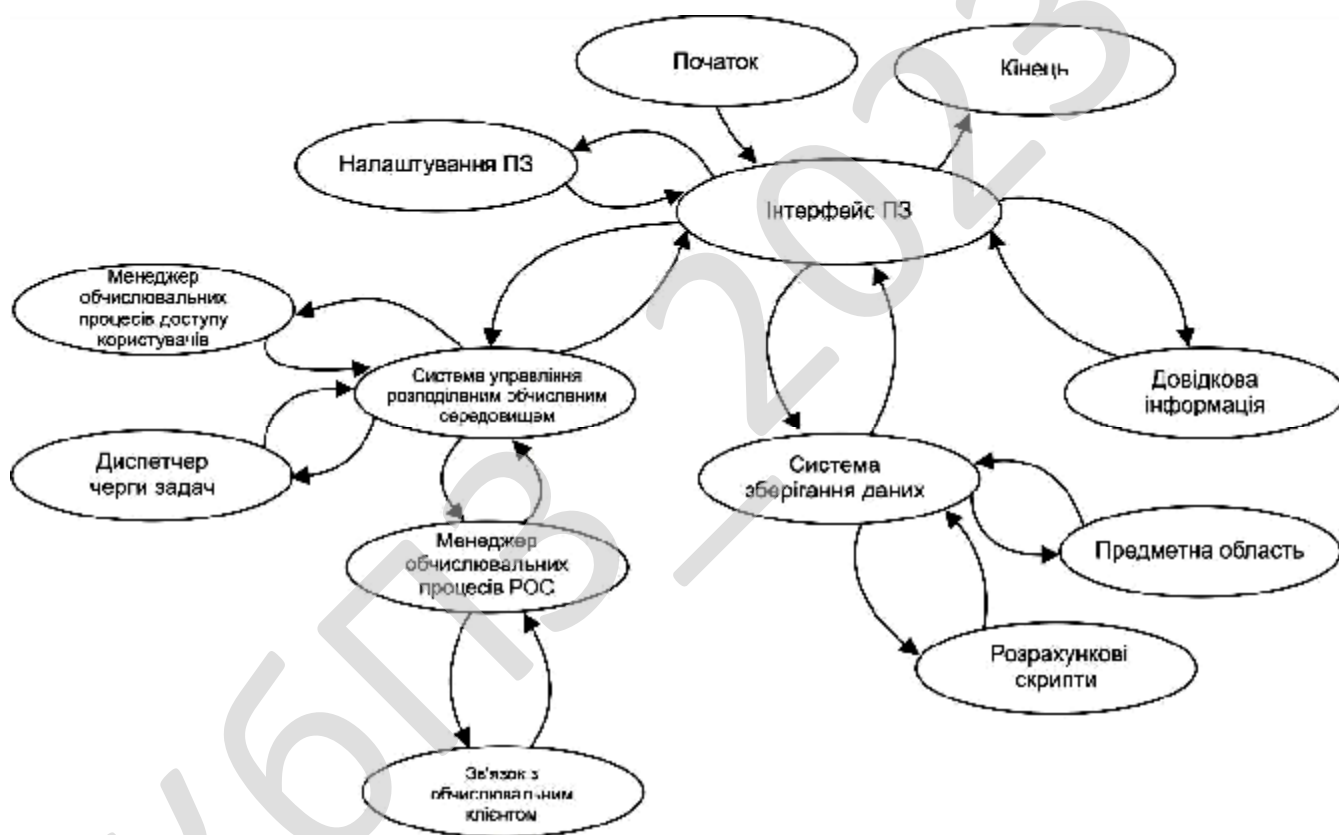 Початок
Кінець
Налаштування ПЗ
Інтерфейс ПЗ
Менеджер
обчислювальних
процесів доступу
користувачів
Система управління
розподіленим обчисленим
середовищем
Довідкова
інформація
Диспетчер
черги задач
Система
зберігання даних
Менеджер
обчислювальних
процесів РОС
Предметна область
Розрахункові
скрипти
Зв'язок з
обчислювальним
клієнтом